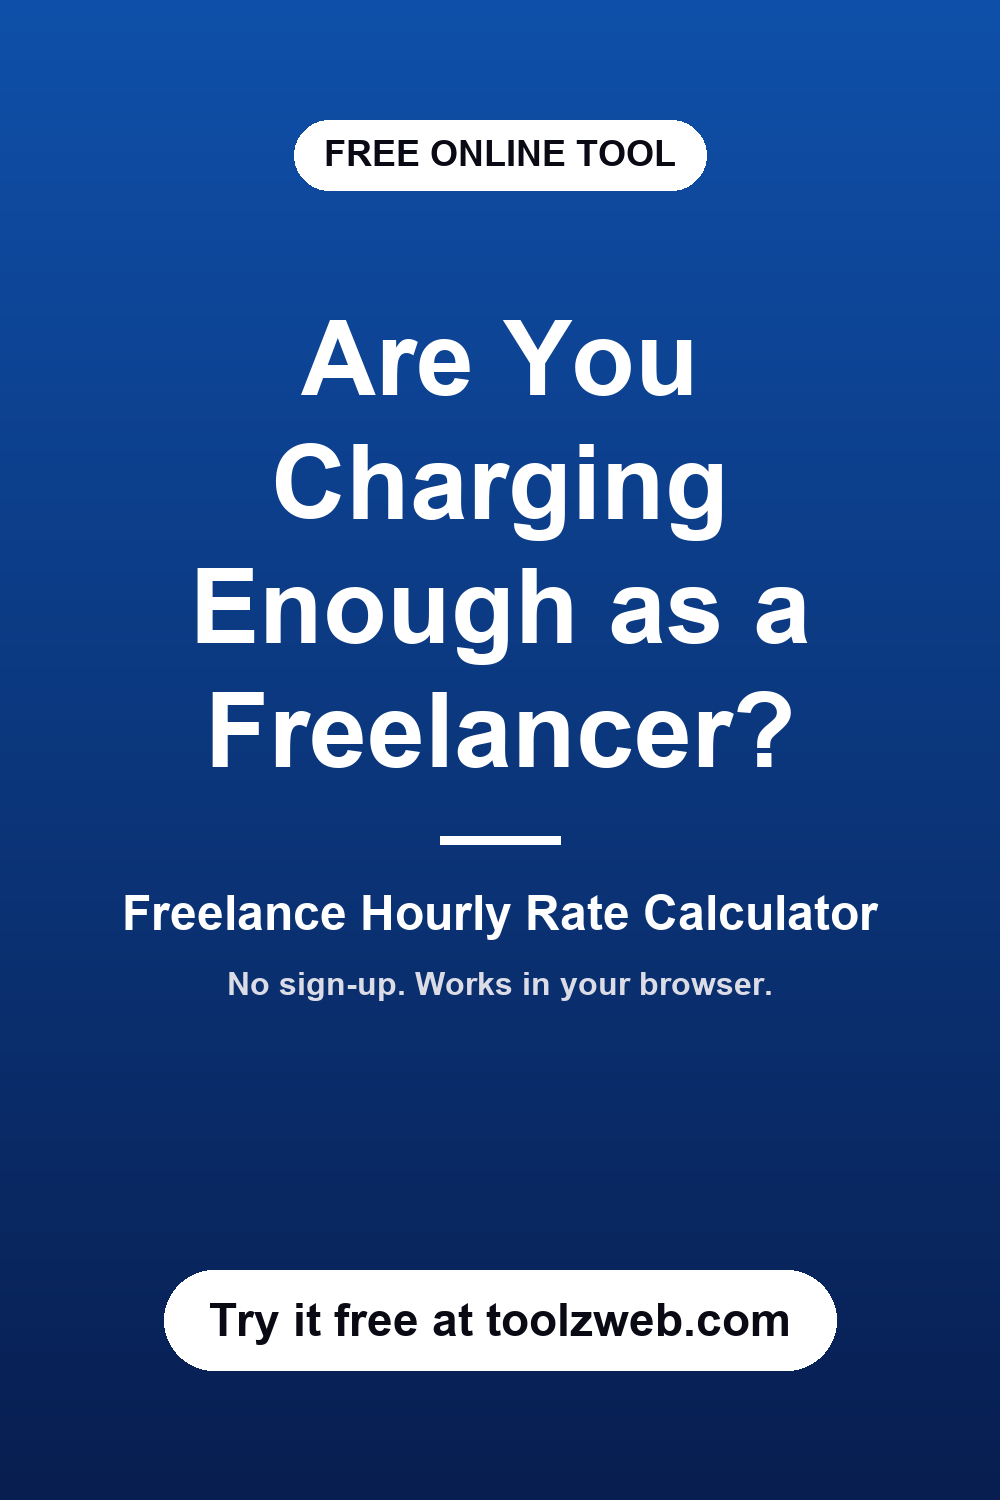 FREE ONLINE TOOL
Are You
Charging
Enough as a
Freelancer?
Freelance Hourly Rate Calculator
No sign-up. Works in your browser.
Try it free at toolzweb.com